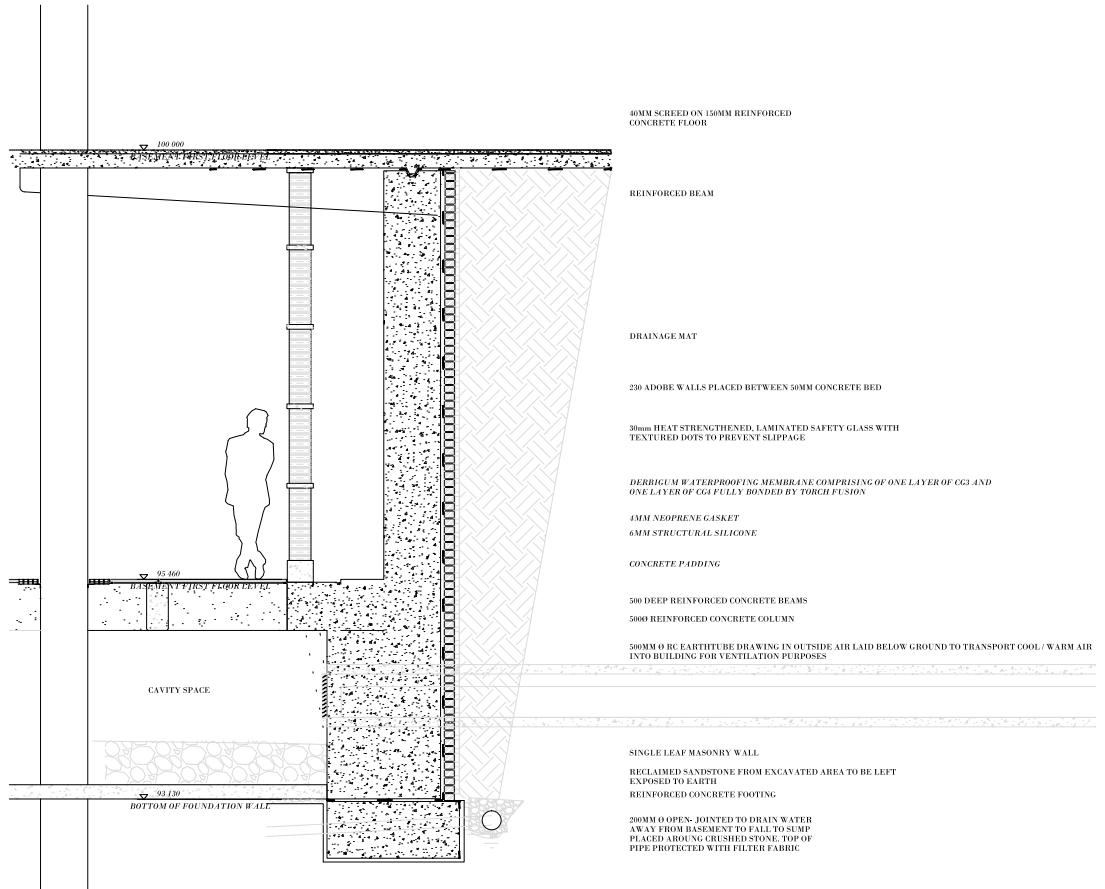 40MM SCREED ON 150MM REINFORCED
CONCRETE FLOOR
100 000
BASEMENT FIRST FLOOR LEVEL
REINFORCED BEAM
DRAINAGE MAT
230 ADOBE WALLS PLACED BETWEEN 50MM CONCRETE BED
30mm HEAT STRENGTHENED, LAMINATED SAFETY GLASS WITH
TEXTURED DOTS TO PREVENT SLIPPAGE
DERBIGUM WATERPROOFING MEMBRANE COMPRISING OF ONE LAYER OF CG3 AND
ONE LAYER OF CG4 FULLY BONDED BY TORCH FUSION
4MM NEOPRENE GASKET
6MM STRUCTURAL SILICONE
CONCRETE PADDING
95 460
BASEMENT FIRST FLOOR LEVEL
500 DEEP REINFORCED CONCRETE BEAMS
500Ø REINFORCED CONCRETE COLUMN
500MM Ø RC EARTHTUBE DRAWING IN OUTSIDE AIR LAID BELOW GROUND TO TRANSPORT COOL / WARM AIR
INTO BUILDING FOR VENTILATION PURPOSES
CAVITY SPACE
SINGLE LEAF MASONRY WALL
RECLAIMED SANDSTONE FROM EXCAVATED AREA TO BE LEFT
EXPOSED TO EARTH
REINFORCED CONCRETE FOOTING
93 130
BOTTOM OF FOUNDATION WALL
200MM Ø OPEN- JOINTED TO DRAIN WATER
AWAY FROM BASEMENT TO FALL TO SUMP
PLACED AROUNG CRUSHED STONE. TOP OF
PIPE PROTECTED WITH FILTER FABRIC